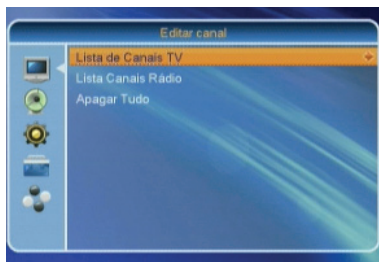 Editar canal
Lista de Canais TV
Lista Canais Rádio
Apagar Tudo